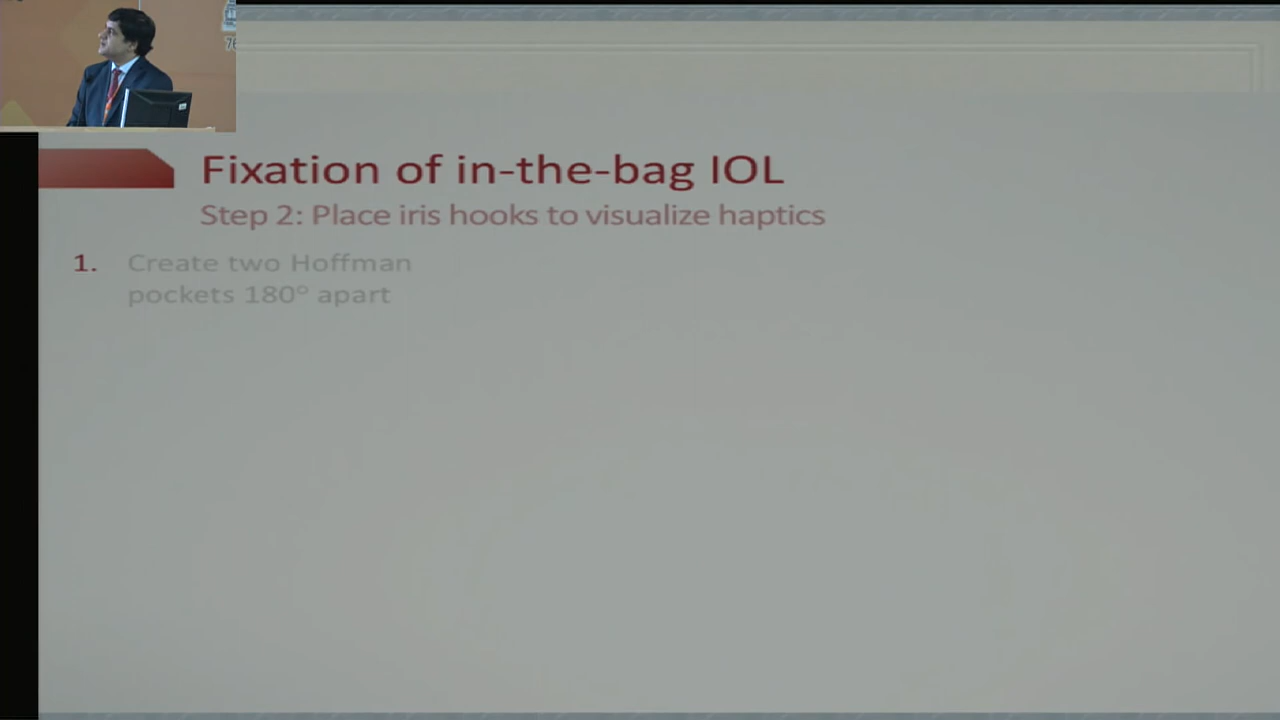 76
Fixation of in-the-bag IOL
Step 2: Place iris hooks to visualize haptics
1. Create two Hoffman
pockets 180° apart